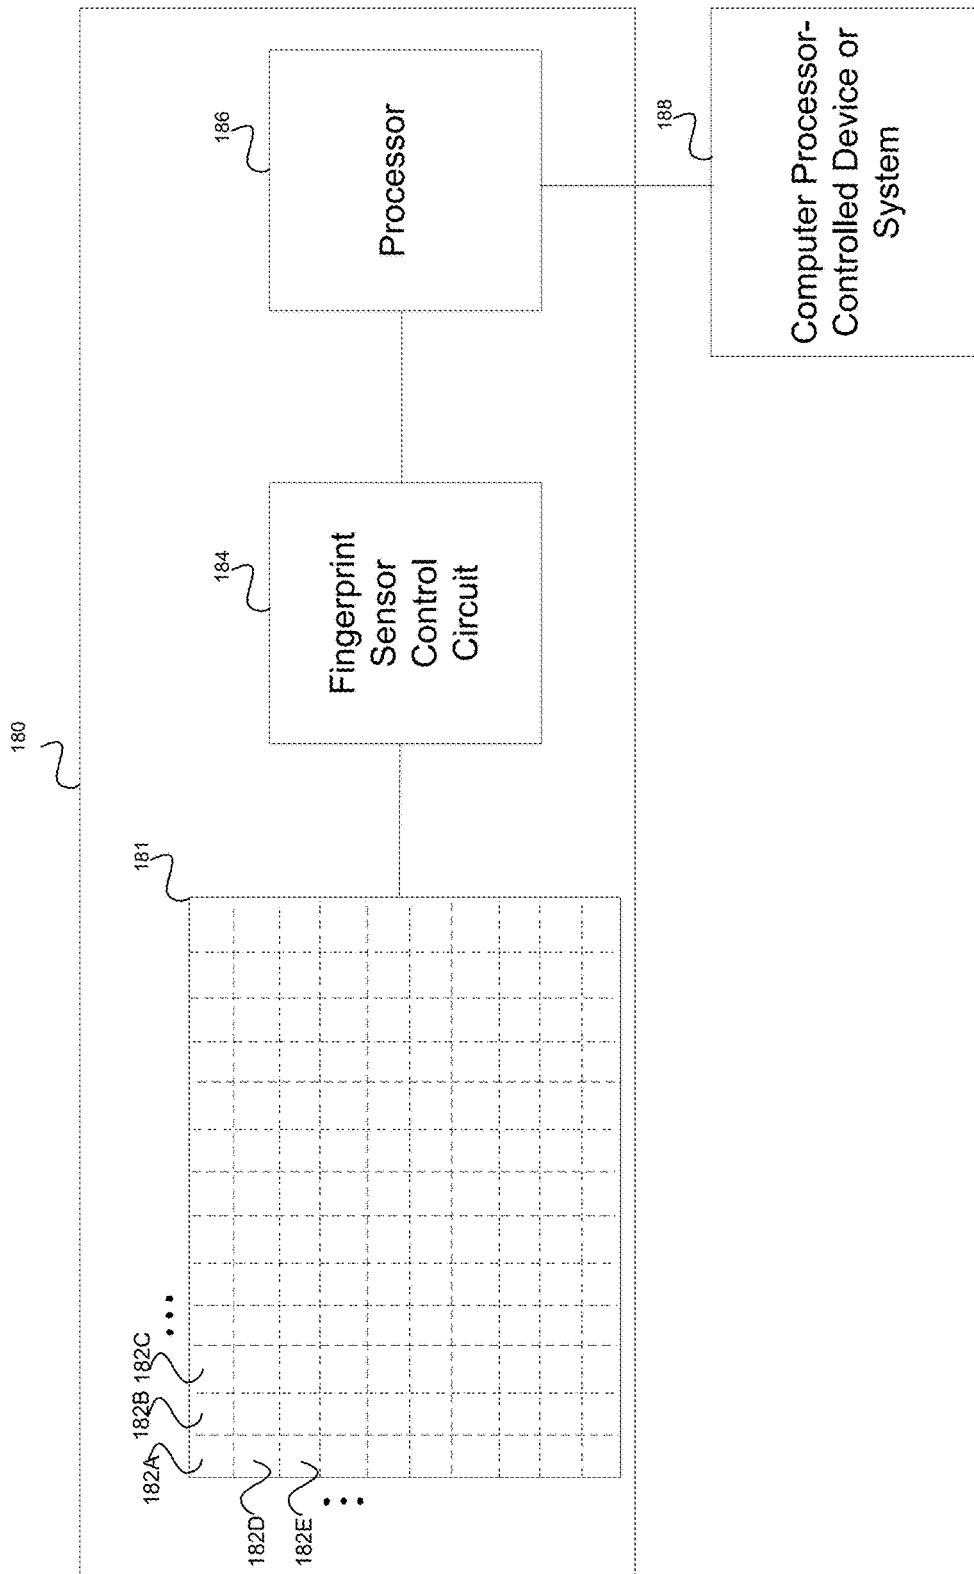 180
181
182A
182B
182C
...
182D
182E
...
184
Fingerprint
Sensor
Control
Circuit
186
Processor
188
Computer Processor-
Controlled Device or
System